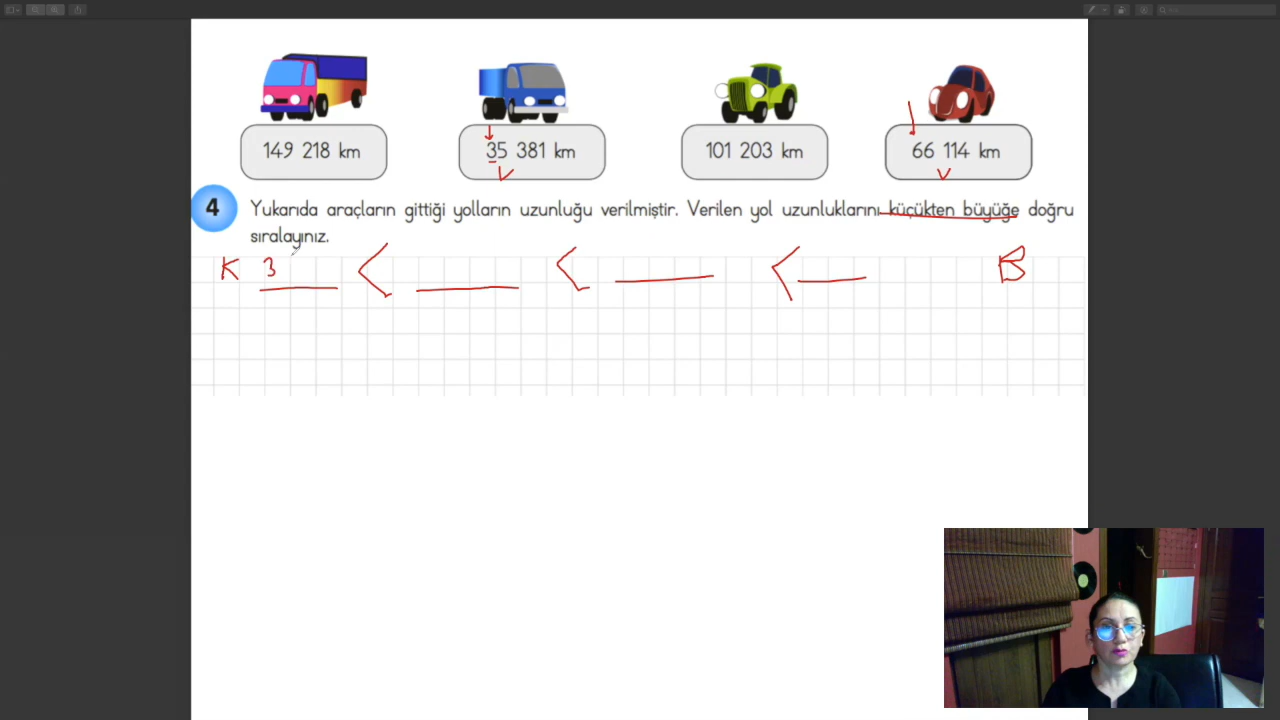 149 218 km 35 381 km 101 203 km 66 114 km
4 Yukarıda araçların gittiği yolların uzunluğu verilmiştir. Verilen yol uzunluklarını küçükten büyüğe doğru
sıralayınız.
K 3 < < < B